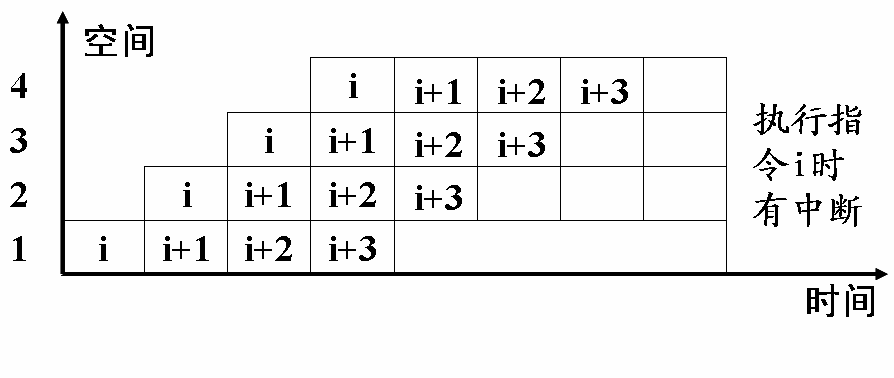 空间
4 i i+1 i+2 i+3
3 i i+1 i+2 i+3
2 i i+1 i+2 i+3
1 i i+1 i+2 i+3
执行指
令i时
有中断
时间